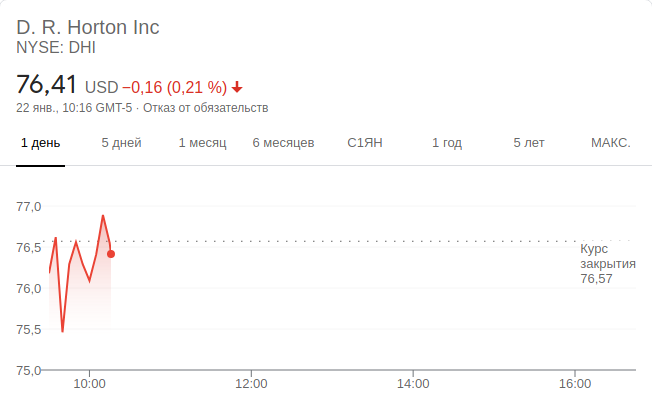 D. R. Horton Inc
NYSE: DHI
76,41 USD −0,16 (0,21 %)
22 янв., 10:16 GMT-5 · Отказ от обязательств
1 день 5 дней 1 месяц 6 месяцев С1ЯН 1 год 5 лет МАКС.
77,0
76,5
76,0
75,5
75,0
Курс
закрытия
76,57
10:00 12:00 14:00 16:00